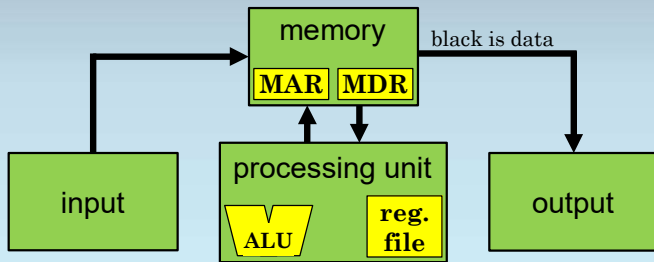 memory
black is data
MAR MDR
processing unit
input
ALU
reg.
file
output